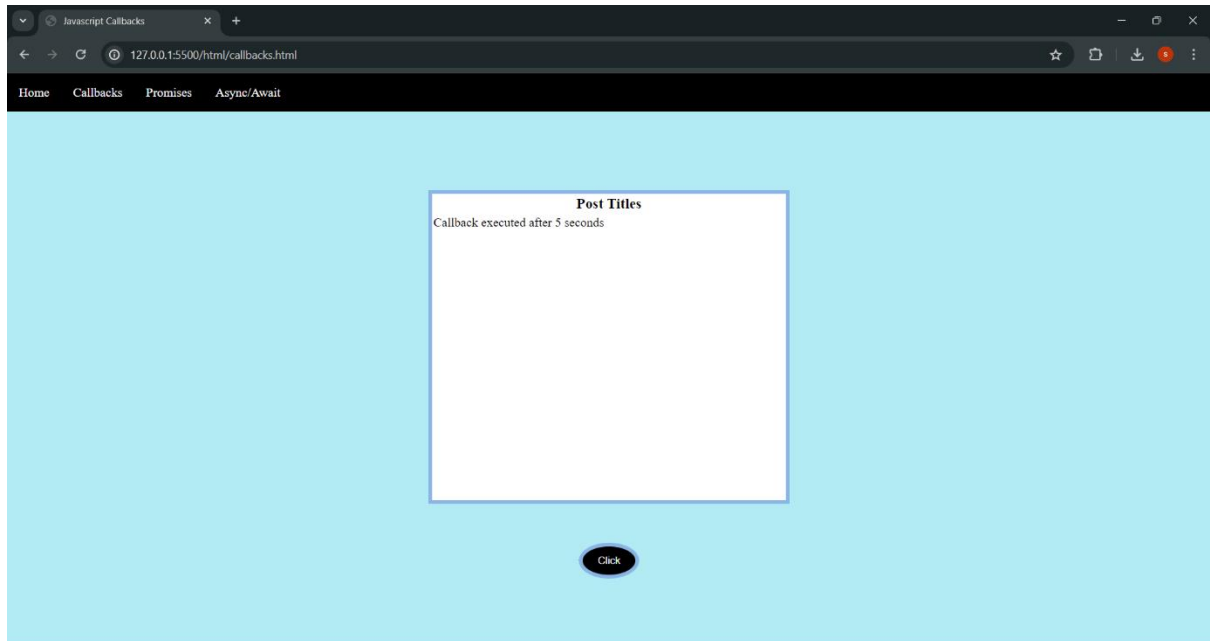 Javascript Callbacks
127.0.0.1:5500/html/callbacks.html
S
Home Callbacks Promises Async/Await
Post Titles
Callback executed after 5 seconds
Click